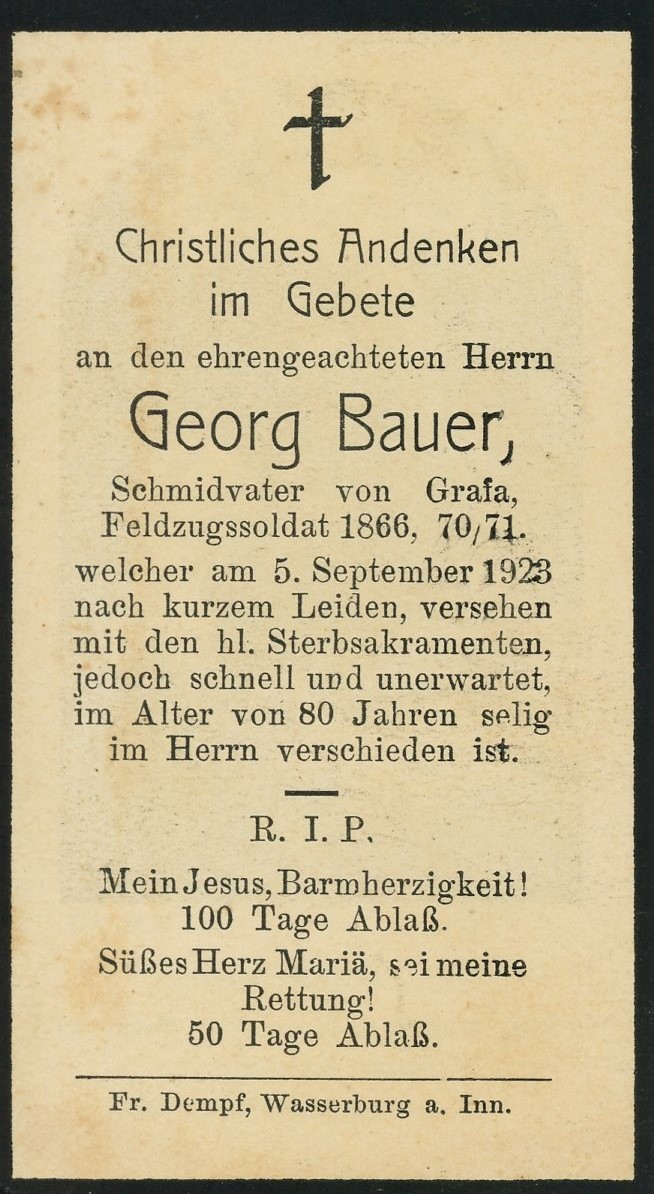 Christliches Andenken
im Gebete
an den ehrengeachteten Herrn
Georg Bauer,
Schmidvater von Grafa,
Feldzugssoldat 1866, 70/71.
welcher am 5. September 1923
nach kurzem Leiden, versehen
mit den hl. Sterbsakramenten,
jedoch schnell und unerwartet,
im Alter von 80 Jahren selig
im Herrn verschieden ist.
R. I. P.
Mein Jesus, Barmherzigkeit!
100 Tage Ablaß.
Süßes Herz Mariä, sei meine
Rettung!
50 Tage Ablaß.
Fr. Dempf, Wasserburg a. Inn.